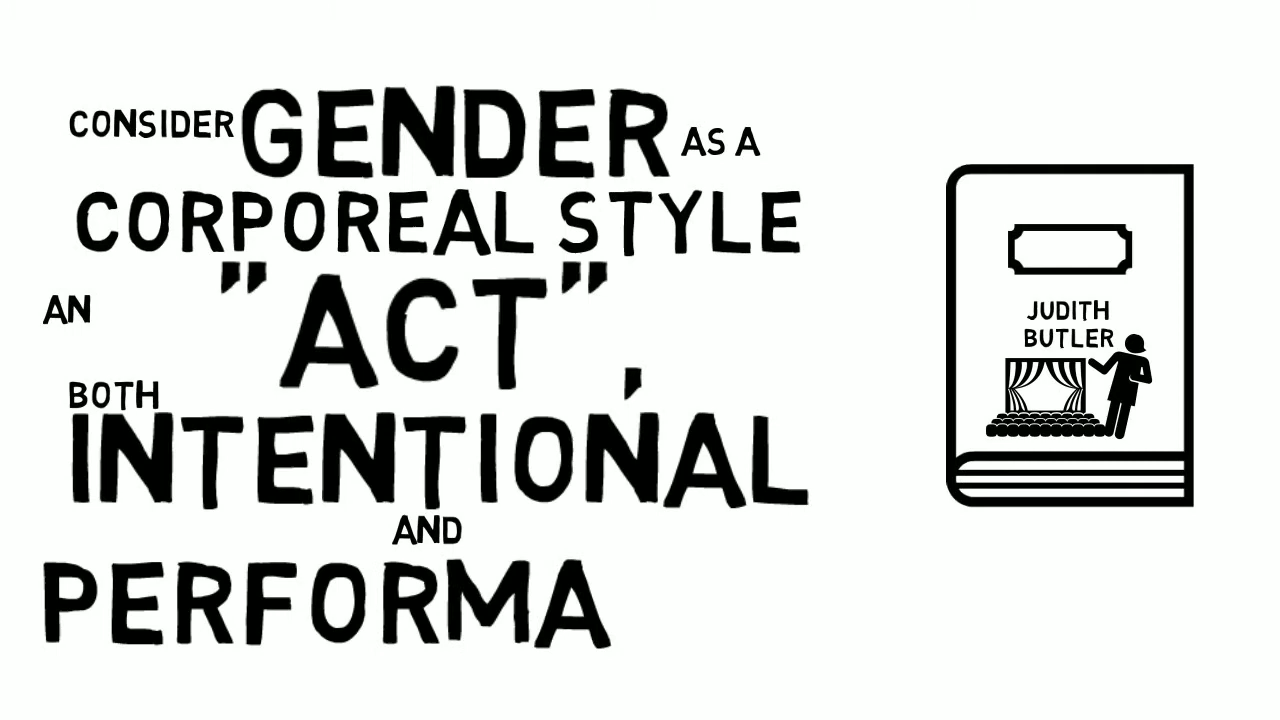 CONSIDER GENDER AS A
CORPOREAL STYLE
AN "ACT",
BOTH
INTENTIONAL
AND
PERFORMA
JUDITH
BUTLER